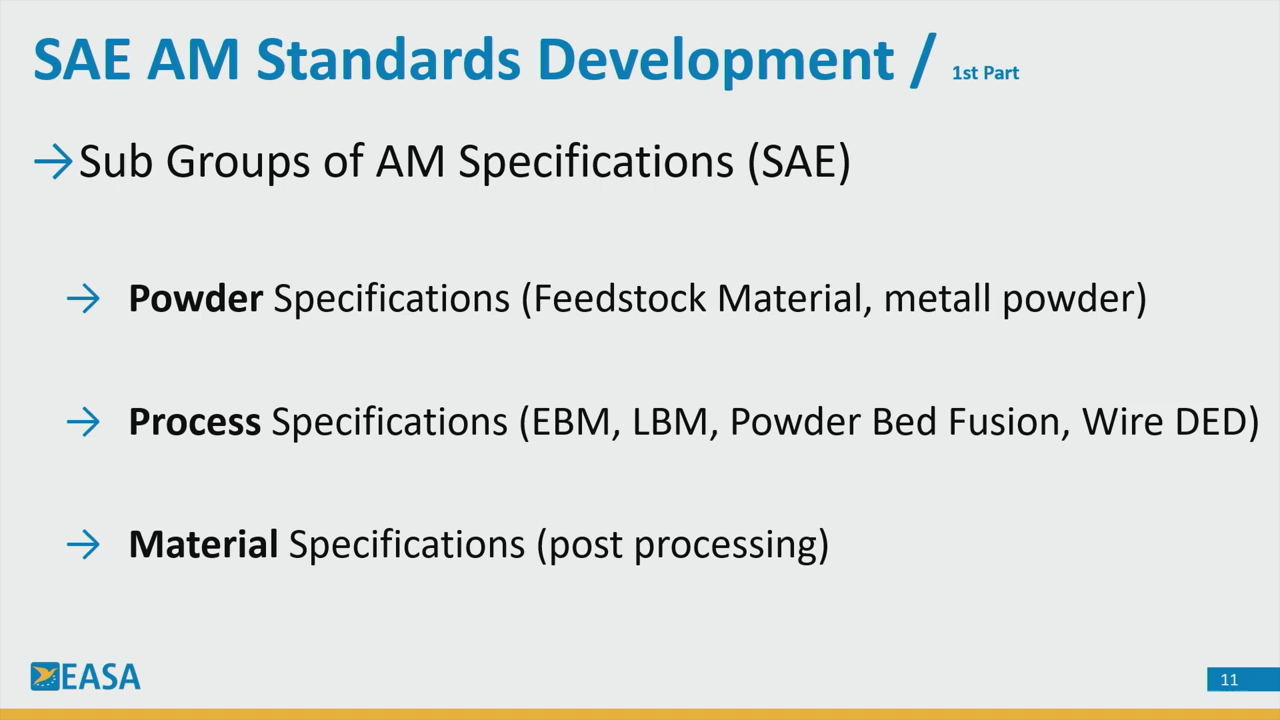 SAE AM Standards Development / 1st Part
→Sub Groups of AM Specifications (SAE)
→ Powder Specifications (Feedstock Material, metall powder)
→ Process Specifications (EBM, LBM, Powder Bed Fusion, Wire DED)
→ Material Specifications (post processing)
EASA
11